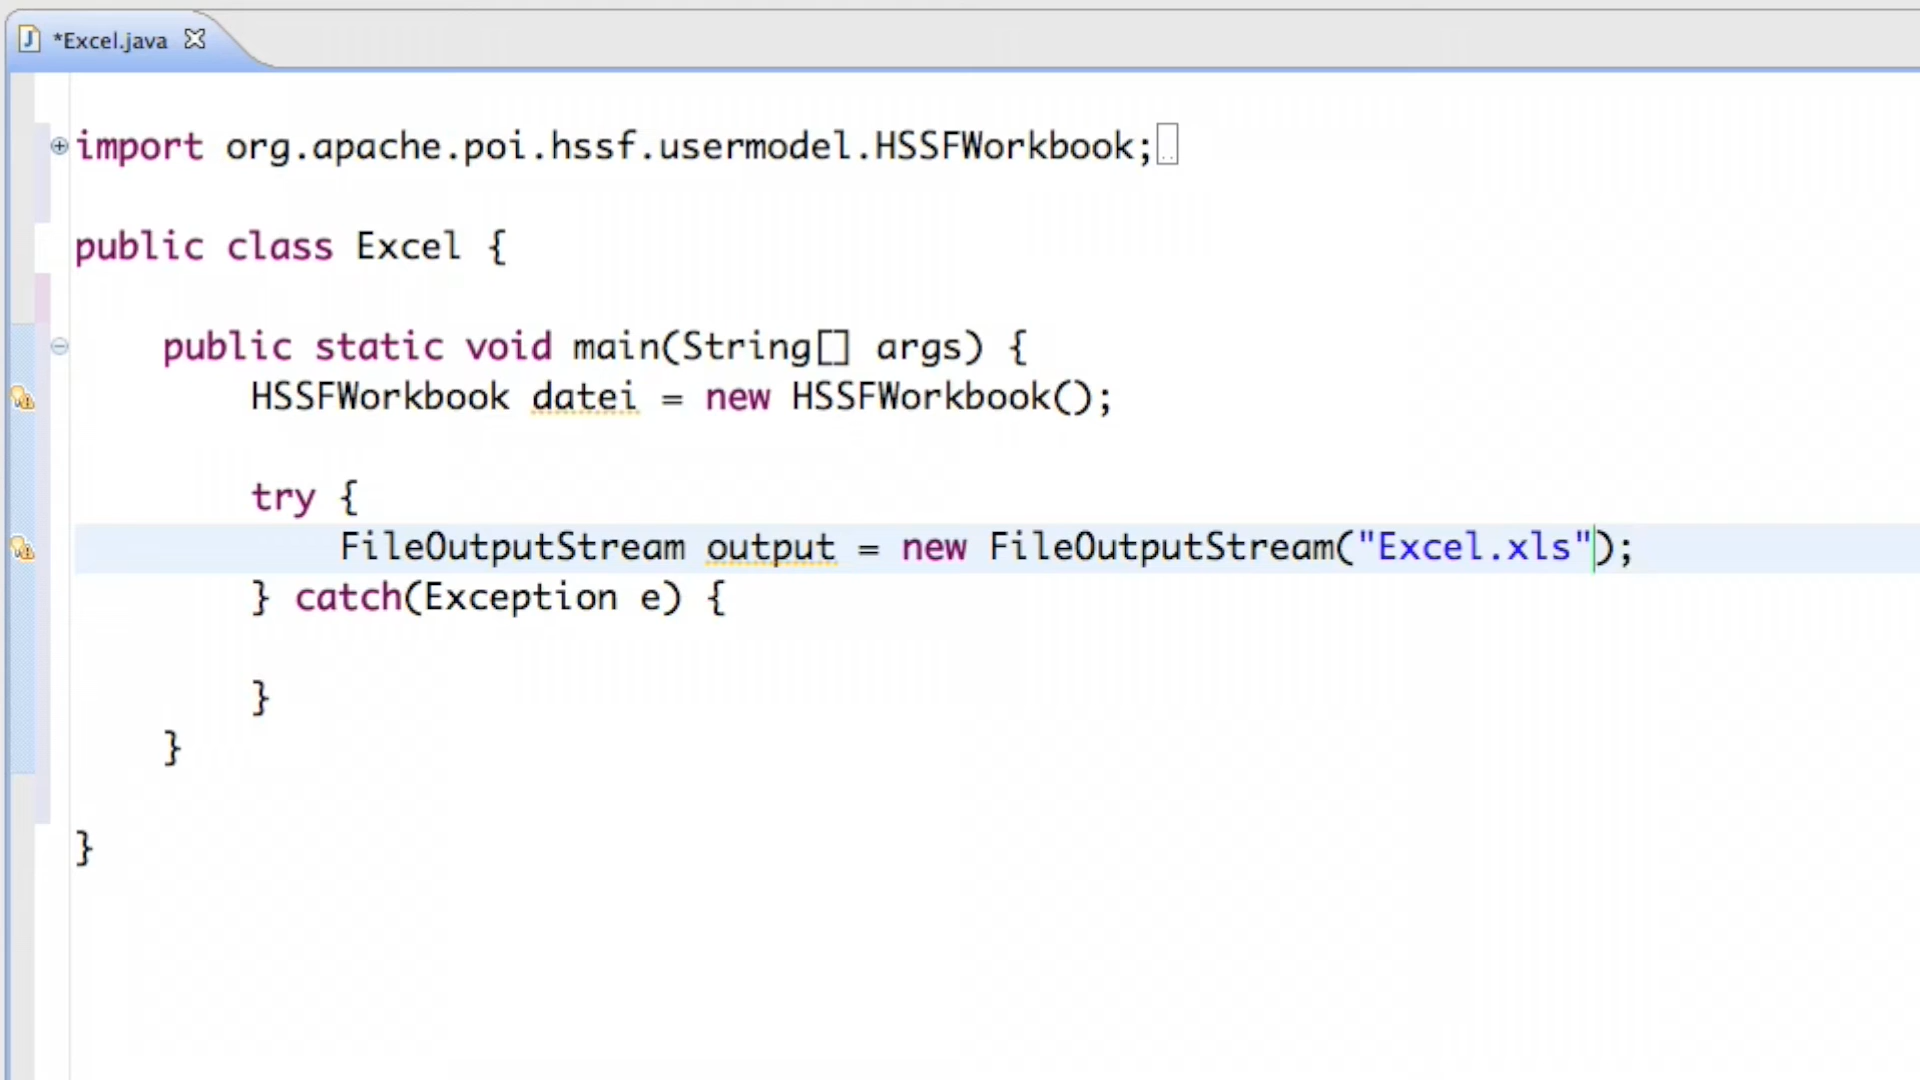 *Excel.java
import org.apache.poi.hssf.usermodel.HSSFWorkbook;
public class Excel {
public static void main(String[] args) {
HSSFWorkbook datei = new HSSFWorkbook();
try {
FileOutputStream output = new FileOutputStream("Excel.xls");
} catch(Exception e) {
}
}
}